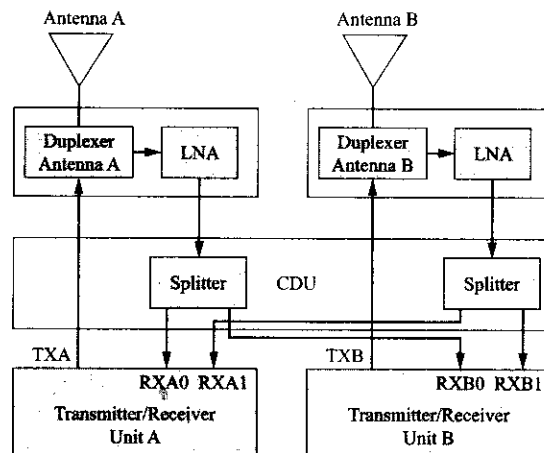 Antenna A
Antenna B
Duplexer
Antenna A
LNA
Duplexer
Antenna B
LNA
Splitter
CDU
Splitter
TXA
TXB
RXA0 RXA1
RXB0 RXB1
Transmitter/Receiver
Unit A
Transmitter/Receiver
Unit B